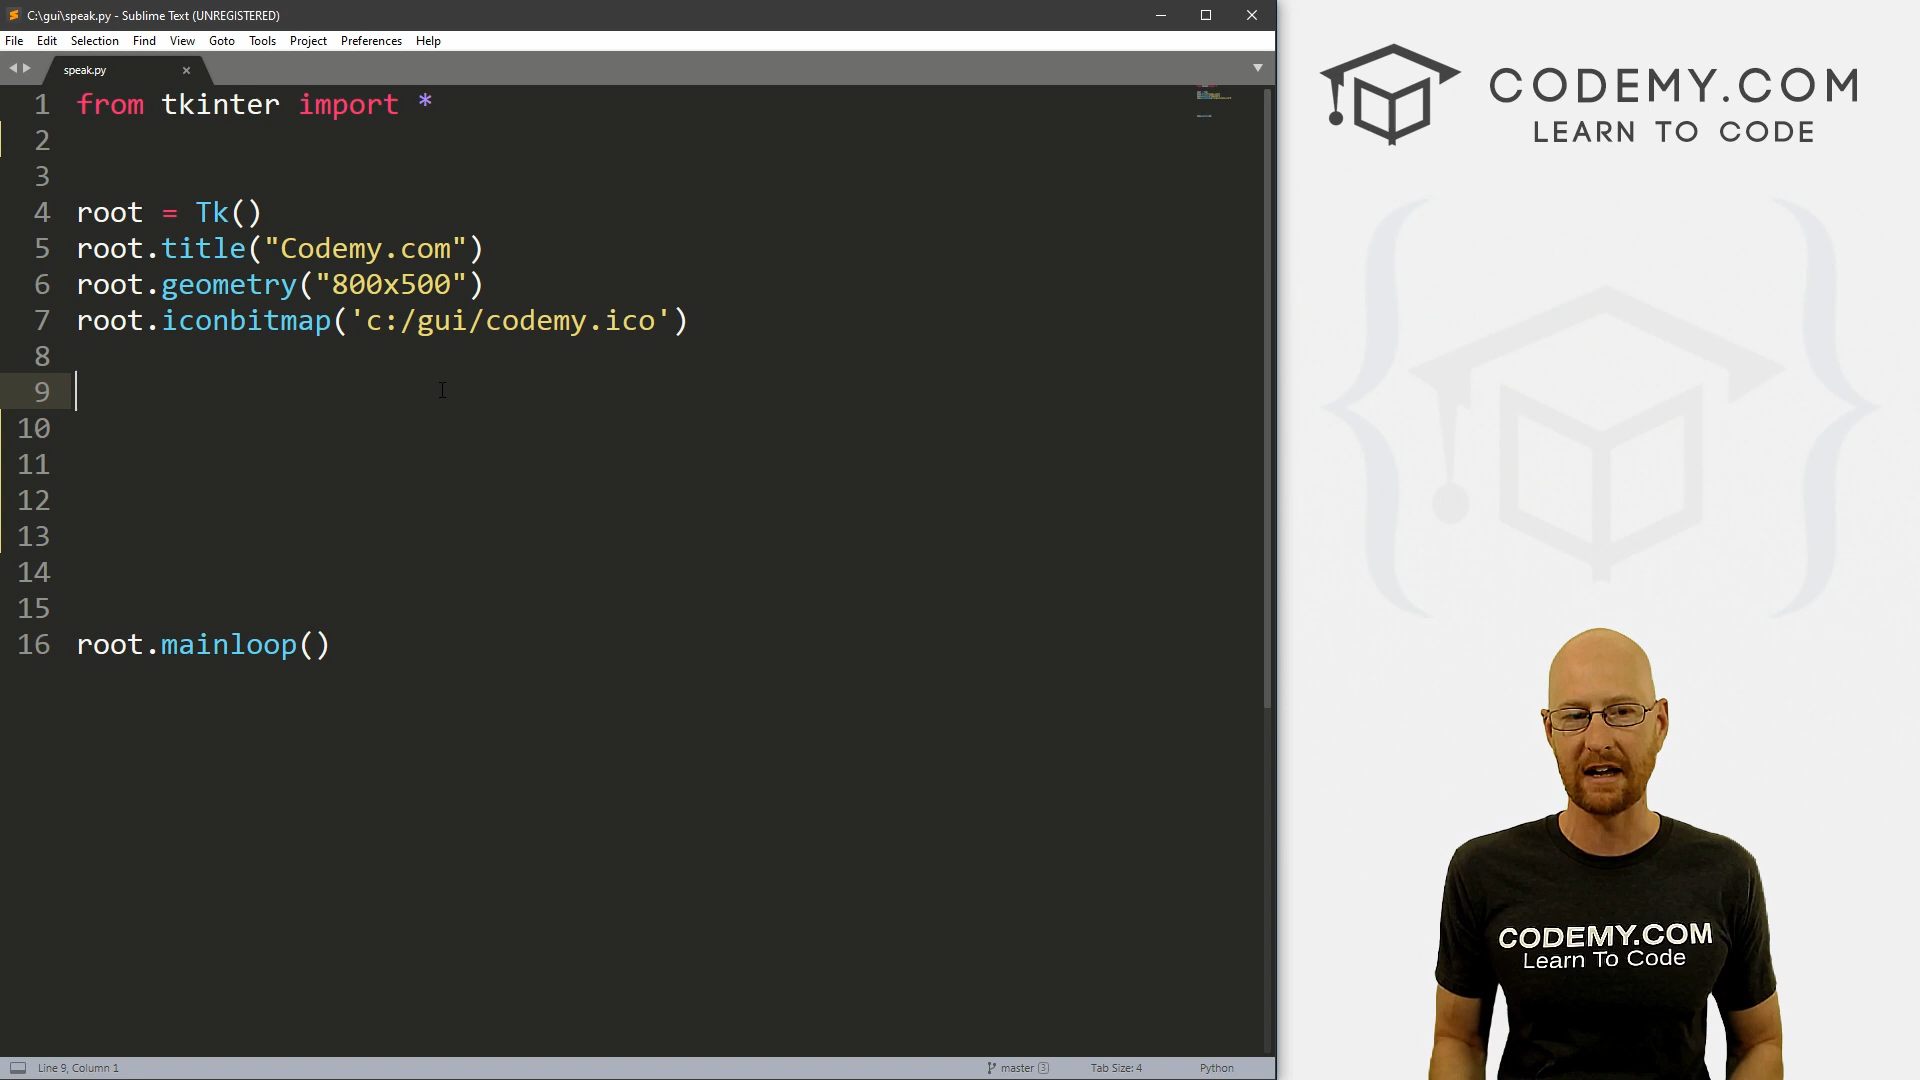 C:\gui\speak.py - Sublime Text (UNREGISTERED)
File Edit Selection Find View Goto Tools Project Preferences Help
speak.py
1 from tkinter import *
2
3
4 root = Tk()
5 root.title("Codemy.com")
6 root.geometry("800x500")
7 root.iconbitmap('c:/gui/codemy.ico')
8
9
10
11
12
13
14
15
16 root.mainloop()
Line 9, Column 1
master 3
Tab Size: 4
Python
CODEMY.COM
LEARN TO CODE
CODEMY.COM
Learn To Code